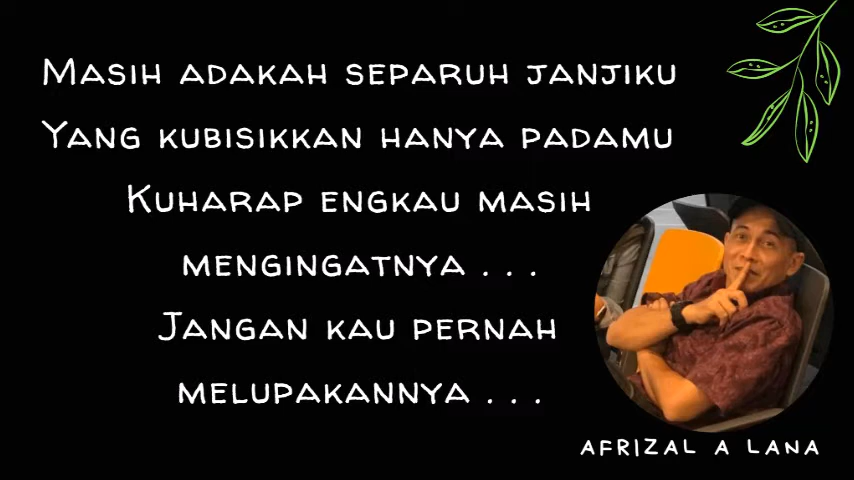 Masih adakah separuh janjiku
Yang kubisikkan hanya padamu
Kuharap engkau masih
mengingatnya . . .
Jangan kau pernah
melupakannya . . .
AFRIZAL A LANA